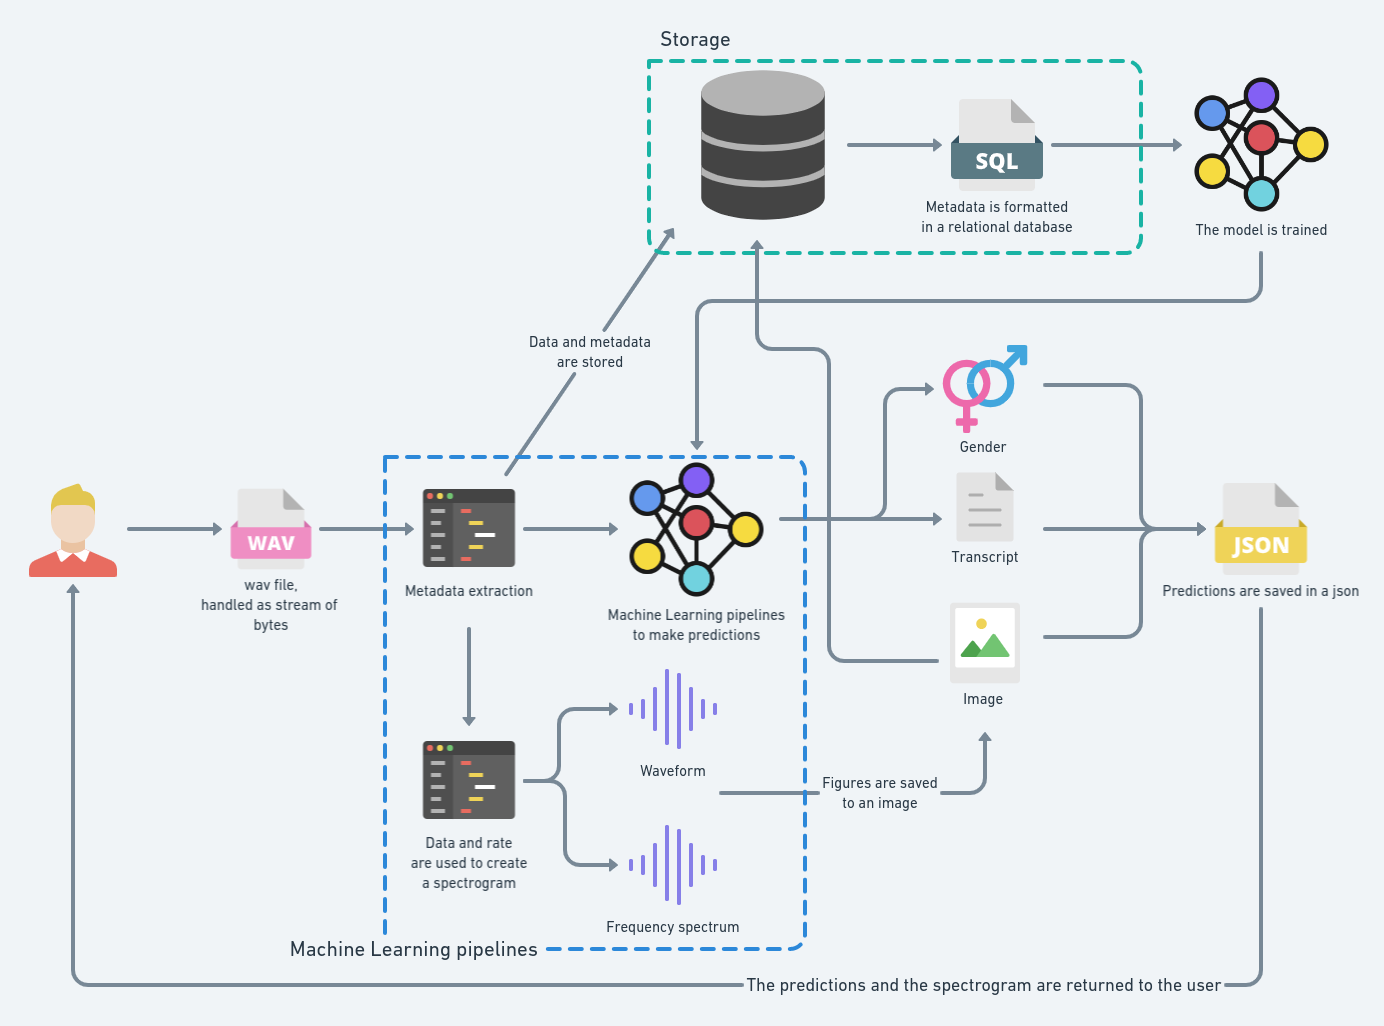 Storage
SQL
Metadata is formatted
in a relational database
The model is trained
Data and metadata
are stored
Gender
WAV
wav file,
handled as stream of
bytes
Metadata extraction
Machine Learning pipelines
to make predictions
Transcript
JSON
Predictions are saved in a json
Image
Waveform
Figures are saved
to an image
Data and rate
are used to create
a spectrogram
Frequency spectrum
Machine Learning pipelines
The predictions and the spectrogram are returned to the user